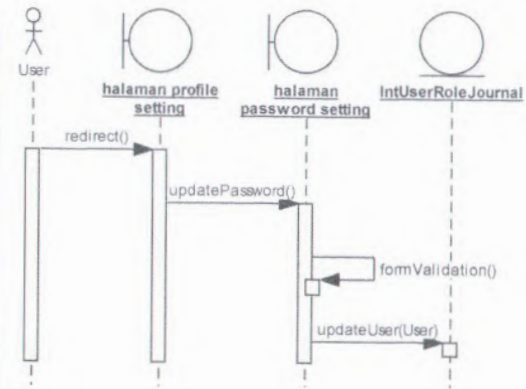 User
halaman profile
setting
halaman
password setting
IntUserRoleJournal
redirect()
updatePassword()
formValidation()
updateUser(User)